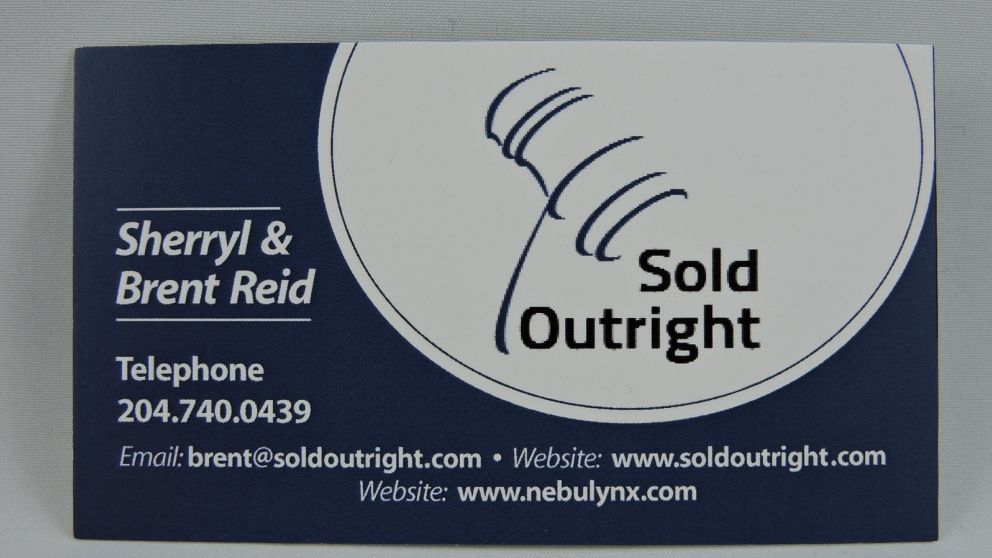 Sherryl &
Brent Reid
Sold
Outright
Telephone
204.740.0439
Email: brent@soldoutright.com • Website: www.soldoutright.com
Website: www.nebulynx.com